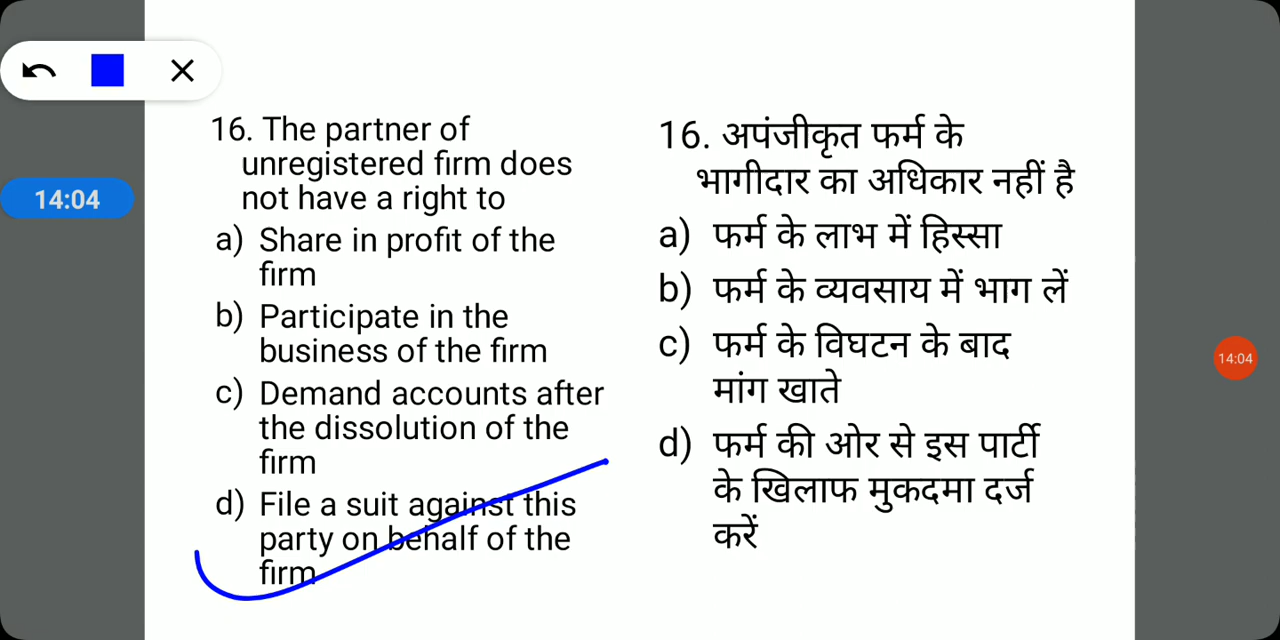 14:04
16. The partner of
unregistered firm does
not have a right to
a) Share in profit of the
firm
b) Participate in the
business of the firm
c) Demand accounts after
the dissolution of the
firm
d) File a suit against this
party on behalf of the
firm
16. अपंजीकृत फर्म के
भागीदार का अधिकार नहीं है
a) फर्म के लाभ में हिस्सा
b) फर्म के व्यवसाय में भाग लें
c) फर्म के विघटन के बाद
मांग खाते
d) फर्म की ओर से इस पार्टी
के खिलाफ मुकदमा दर्ज
करें
14:04